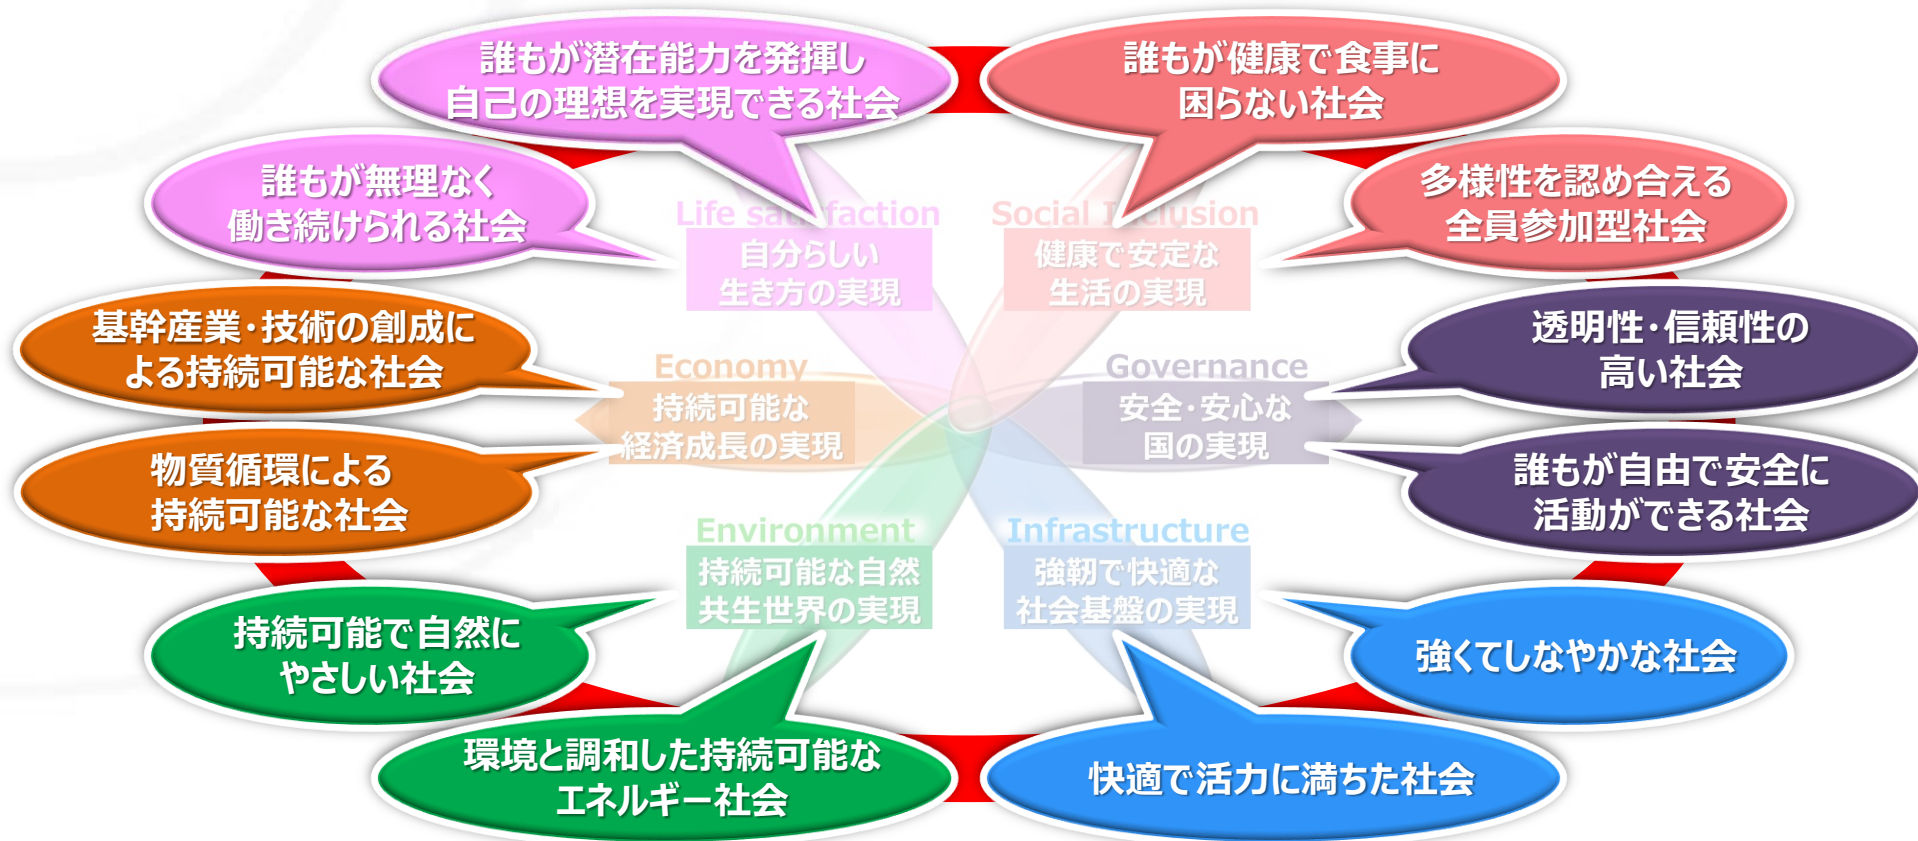 誰もが潜在能力を発揮し
自己の理想を実現できる社会
誰もが健康で食事に
困らない社会
誰もが無理なく
働き続けられる社会
多様性を認め合える
全員参加型社会
Life satisfaction
自分らしい
生き方の実現
Social Inclusion
健康で安定な
生活の実現
基幹産業・技術の創成に
よる持続可能な社会
透明性・信頼性の
高い社会
Economy
持続可能な
経済成長の実現
Governance
安全・安心な
国の実現
物質循環による
持続可能な社会
誰もが自由で安全に
活動ができる社会
Environment
持続可能な自然
共生世界の実現
Infrastructure
強靭で快適な
社会基盤の実現
持続可能で自然に
やさしい社会
強くてしなやかな社会
環境と調和した持続可能な
エネルギー社会
快適で活力に満ちた社会